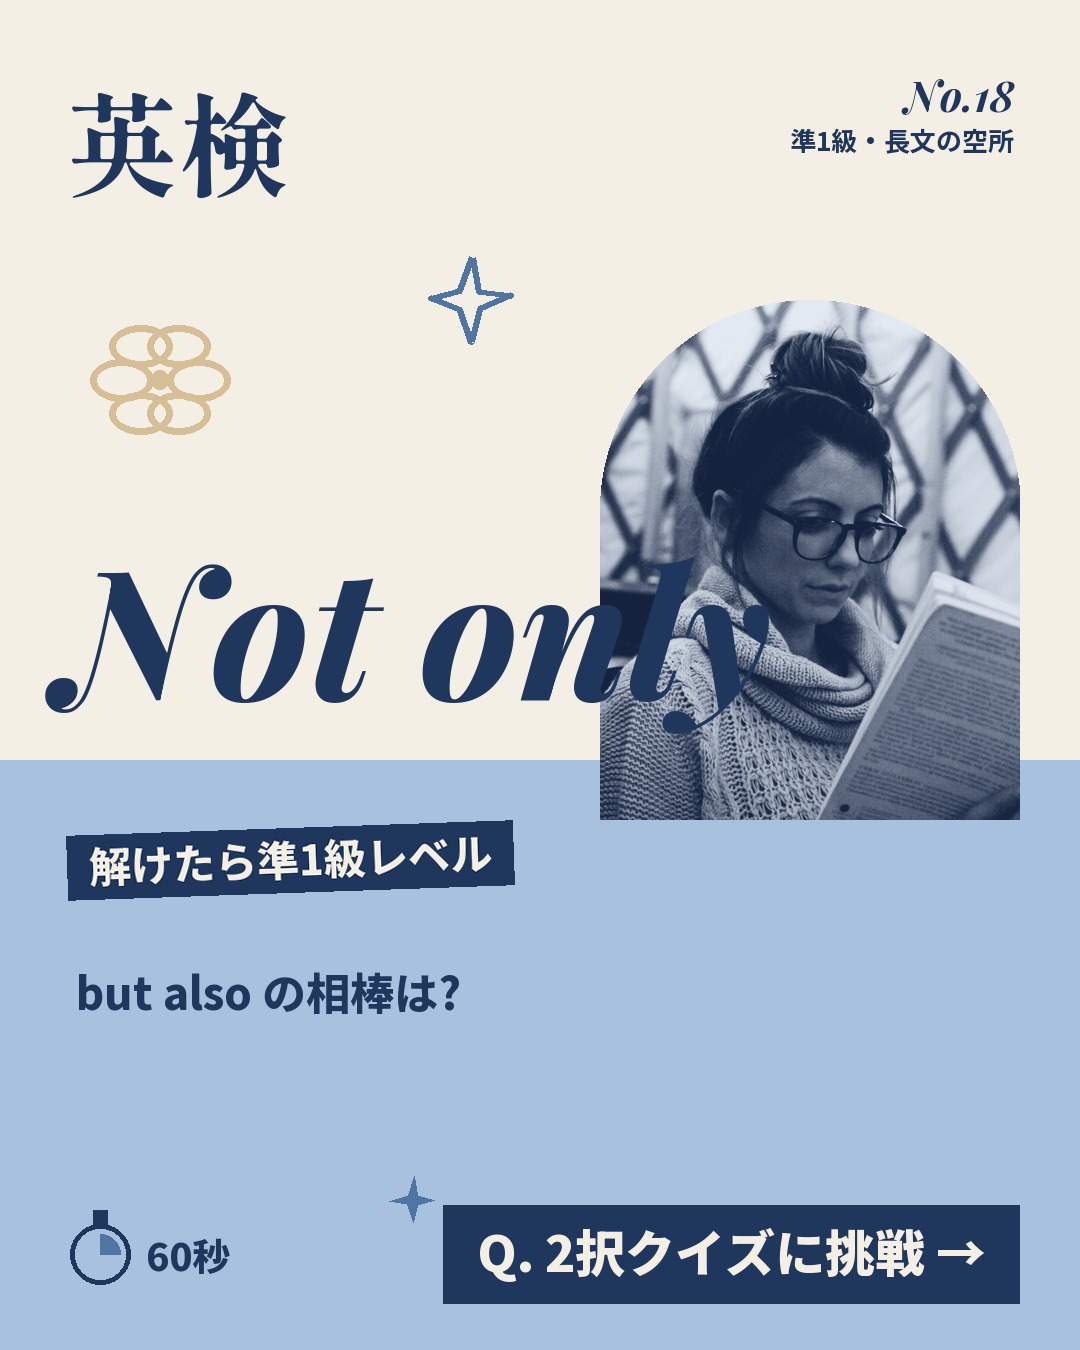 英検
No.18
準1級・長文の空所
Not only
解けたら準1級レベル
but also の相棒は?
60秒
Q. 2択クイズに挑戦 →